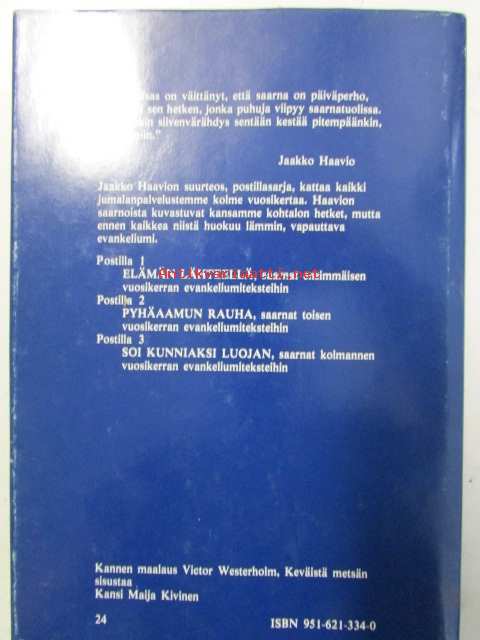 on väittänyt, että saarna on päiväperho,
sen hetken, jonka puhuja viipyy saarnatuolissa.
siivenvärähdys sentään kestää pitempäänkin,
Jaakko Haavio
Jaakko Haavion suurteos, postillasarja, kattaa kaikki
jumalanpalvelustemme kolme vuosikertaa. Haavion
saarnoista kuvastuvat kansamme kohtalon hetket, mutta
ennen kaikkea niistä huokuu lämmin, vapauttava
evankeliumi.
Postilla 1
ELÄMÄN LÄHTEILLÄ, saarnat ensimmäisen
vuosikerran evankeliumiteksteihin
Postilla 2
PYHÄAAMUN RAUHA, saarnat toisen
vuosikerran evankeliumiteksteihin
Postilla 3
SOI KUNNIAKSI LUOJAN, saarnat kolmannen
vuosikerran evankeliumiteksteihin
Kannen maalaus Victor Westerholm, Keväistä metsän
sisustaa
Kansi Maija Kivinen
24
ISBN 951-621-334-0